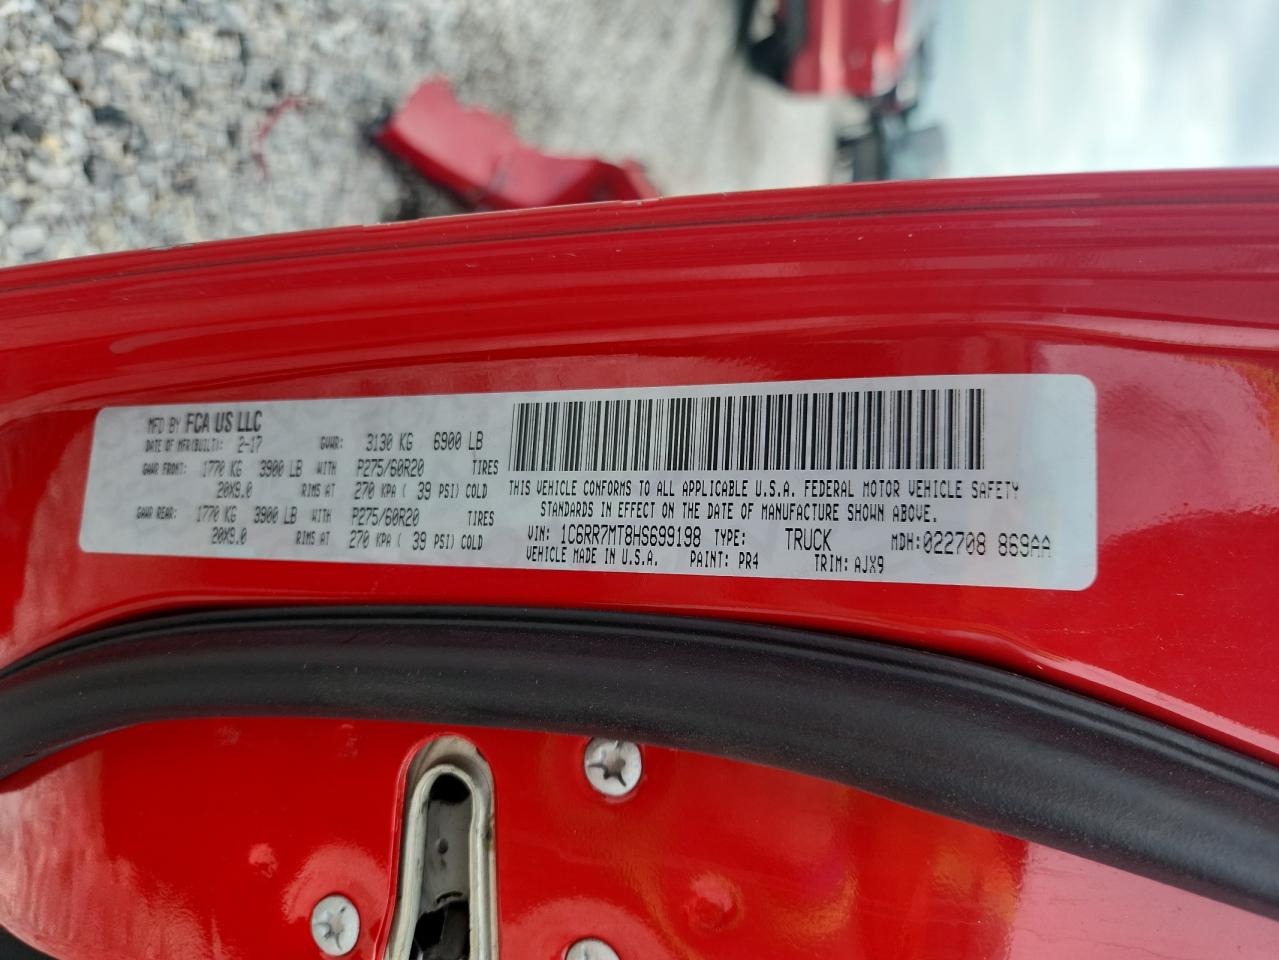 MFD BY FCA US LLC
DATE OF MFR(BUILT): 2-17 GVWR: 3130 KG 6900 LB
GAWR FRONT: 1770 KG 3900 LB WITH P275/60R20 TIRES
20X9.0 RIMS AT 270 KPA ( 39 PSI) COLD
GAWR REAR: 1770 KG 3900 LB WITH P275/60R20 TIRES
20X9.0 RIMS AT 270 KPA ( 39 PSI) COLD
THIS VEHICLE CONFORMS TO ALL APPLICABLE U.S.A. FEDERAL MOTOR VEHICLE SAFETY
STANDARDS IN EFFECT ON THE DATE OF MANUFACTURE SHOWN ABOVE.
VIN: 1C6RR7MT8HS699198 TYPE: TRUCK MDH:022708 869AA
VEHICLE MADE IN U.S.A. PAINT: PR4 TRIM: AJX9